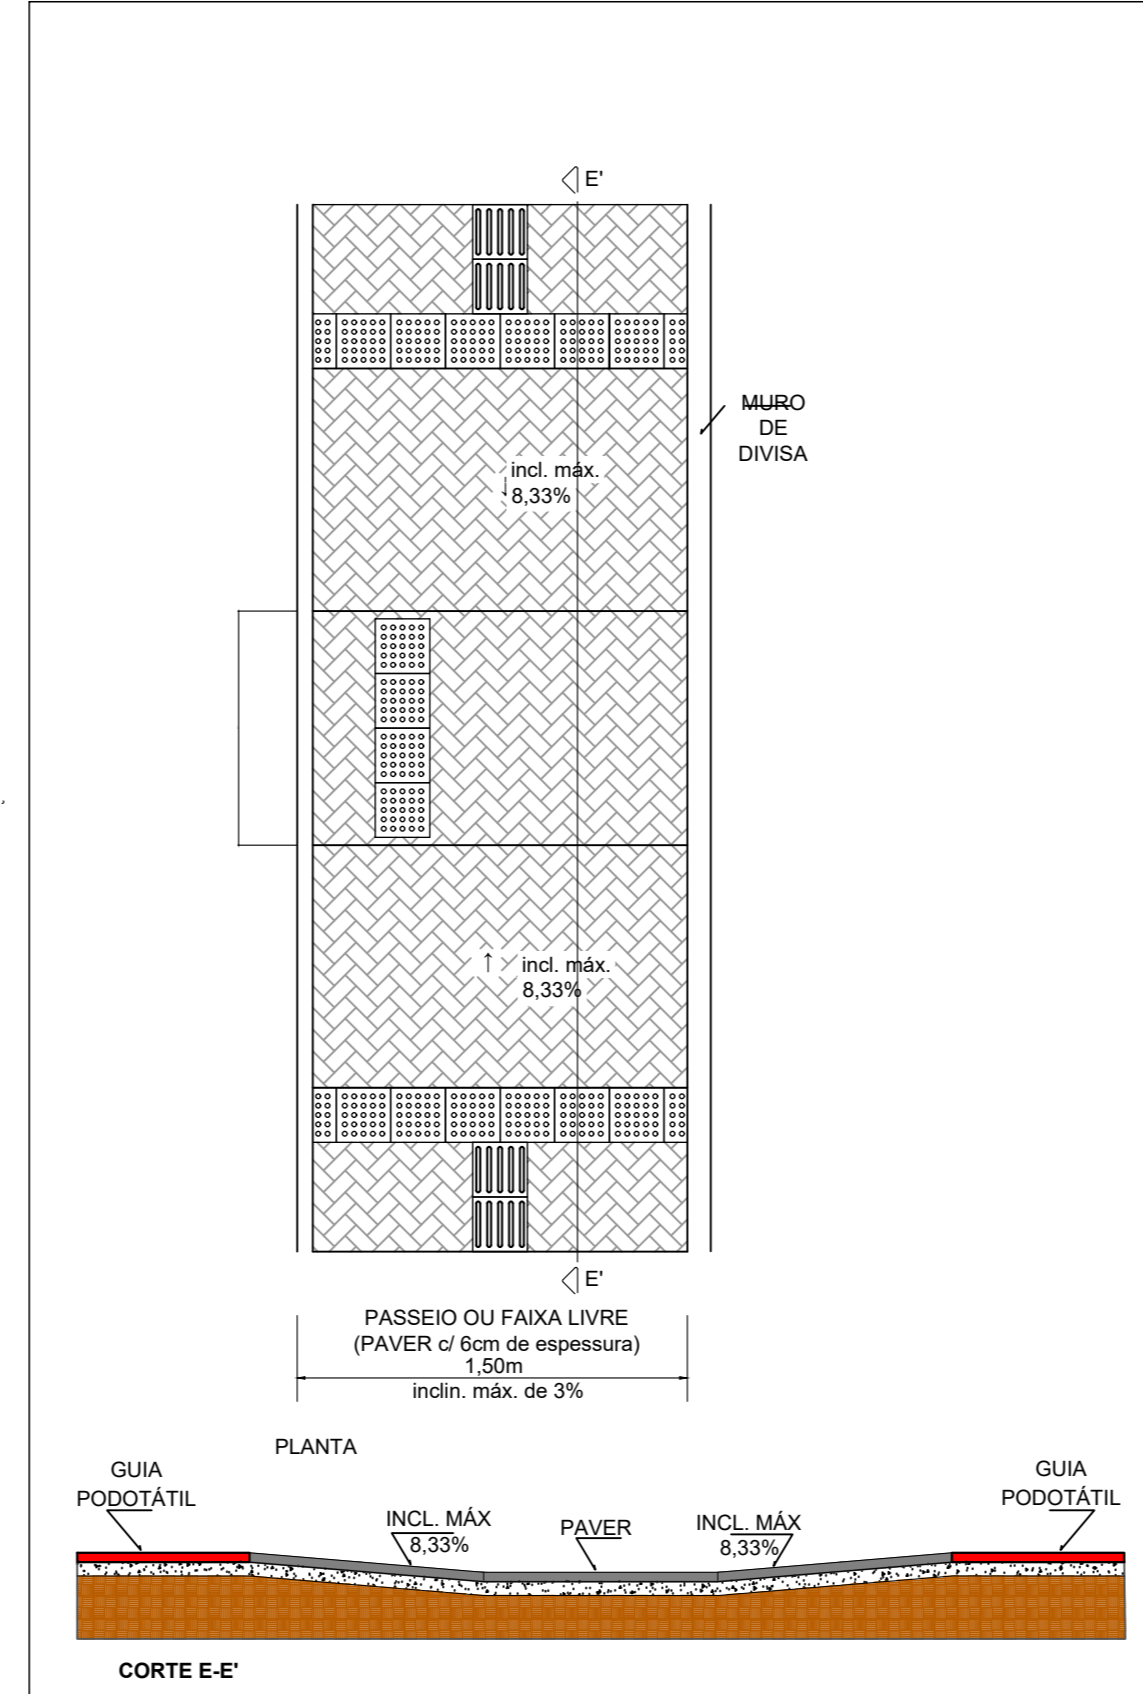 E'
MURO
DE
DIVISA
incl. máx.
↓ 8,33%
↑ incl. máx.
8,33%
E'
PASSEIO OU FAIXA LIVRE
(PAVER c/ 6cm de espessura)
1,50m
inclin. máx. de 3%
PLANTA
GUIA
PODOTÁTIL
INCL. MÁX
8,33%
PAVER
INCL. MÁX
8,33%
GUIA
PODOTÁTIL
CORTE E-E'